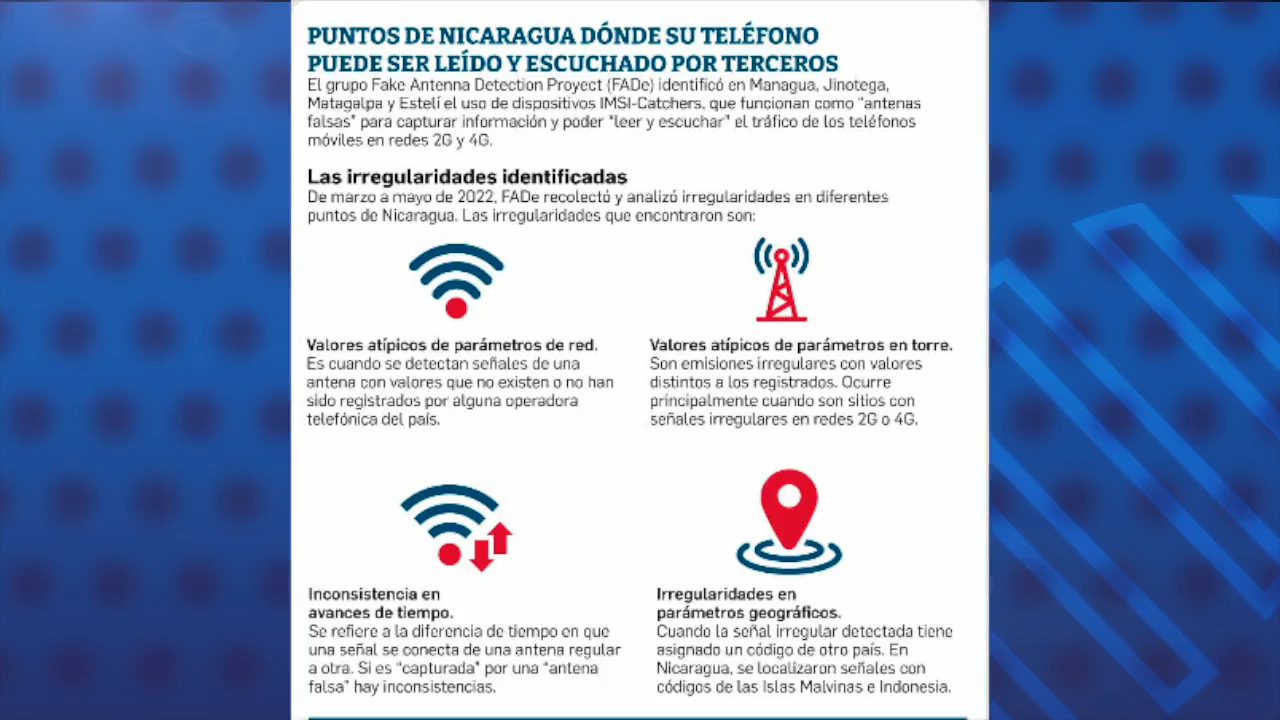 PUNTOS DE NICARAGUA DÓNDE SU TELÉFONO
PUEDE SER LEÍDO Y ESCUCHADO POR TERCEROS
El grupo Fake Antenna Detection Proyect (FADe) identificó en Managua, Jinotega,
Matagalpa y Estelí el uso de dispositivos IMSI-Catchers, que funcionan como “antenas
falsas” para capturar información y poder “leer y escuchar” el tráfico de los teléfonos
móviles en redes 2G y 4G.
Las irregularidades identificadas
De marzo a mayo de 2022, FADe recolectó y analizó irregularidades en diferentes
puntos de Nicaragua. Las irregularidades que encontraron son:
Valores atípicos de parámetros de red.
Es cuando se detectan señales de una
antena con valores que no existen o no han
sido registrados por alguna operadora
telefónica del país.
Valores atípicos de parámetros en torre.
Son emisiones irregulares con valores
distintos a los registrados. Ocurre
principalmente cuando son sitios con
señales irregulares en redes 2G o 4G.
Inconsistencia en
avances de tiempo.
Se refiere a la diferencia de tiempo en que
una señal se conecta de una antena regular
a otra. Si es “capturada” por una “antena
falsa” hay inconsistencias.
Irregularidades en
parámetros geográficos.
Cuando la señal irregular detectada tiene
asignado un código de otro país. En
Nicaragua, se localizaron señales con
códigos de las Islas Malvinas e Indonesia.